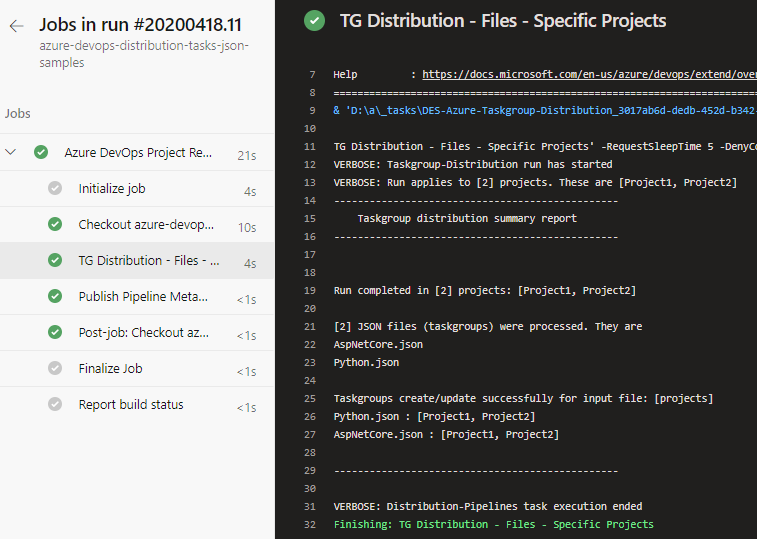 Jobs in run #20200418.11
azure-devops-distribution-tasks-json-
samples
Jobs
Azure DevOps Project Re... 21s
Initialize job 4s
Checkout azure-devop... 10s
TG Distribution - Files - ... 4s
Publish Pipeline Meta... <1s
Post-job: Checkout az... <1s
Finalize Job <1s
Report build status <1s
TG Distribution - Files - Specific Projects
7 Help : https://docs.microsoft.com/en-us/azure/devops/extend/over
8 ==============================================================
9 & 'D:\a\_tasks\DES-Azure-Taskgroup-Distribution_3017ab6d-dedb-452d-b342-
10
11 TG Distribution - Files - Specific Projects' -RequestSleepTime 5 -DenyCo
12 VERBOSE: Taskgroup-Distribution run has started
13 VERBOSE: Run applies to [2] projects. These are [Project1, Project2]
14 ----------------------------------------------
15 Taskgroup distribution summary report
16 ----------------------------------------------
17
18
19 Run completed in [2] projects: [Project1, Project2]
20
21 [2] JSON files (taskgroups) were processed. They are
22 AspNetCore.json
23 Python.json
24
25 Taskgroups create/update successfully for input file: [projects]
26 Python.json : [Project1, Project2]
27 AspNetCore.json : [Project1, Project2]
28
29 ----------------------------------------------
30
31 VERBOSE: Distribution-Pipelines task execution ended
32 Finishing: TG Distribution - Files - Specific Projects